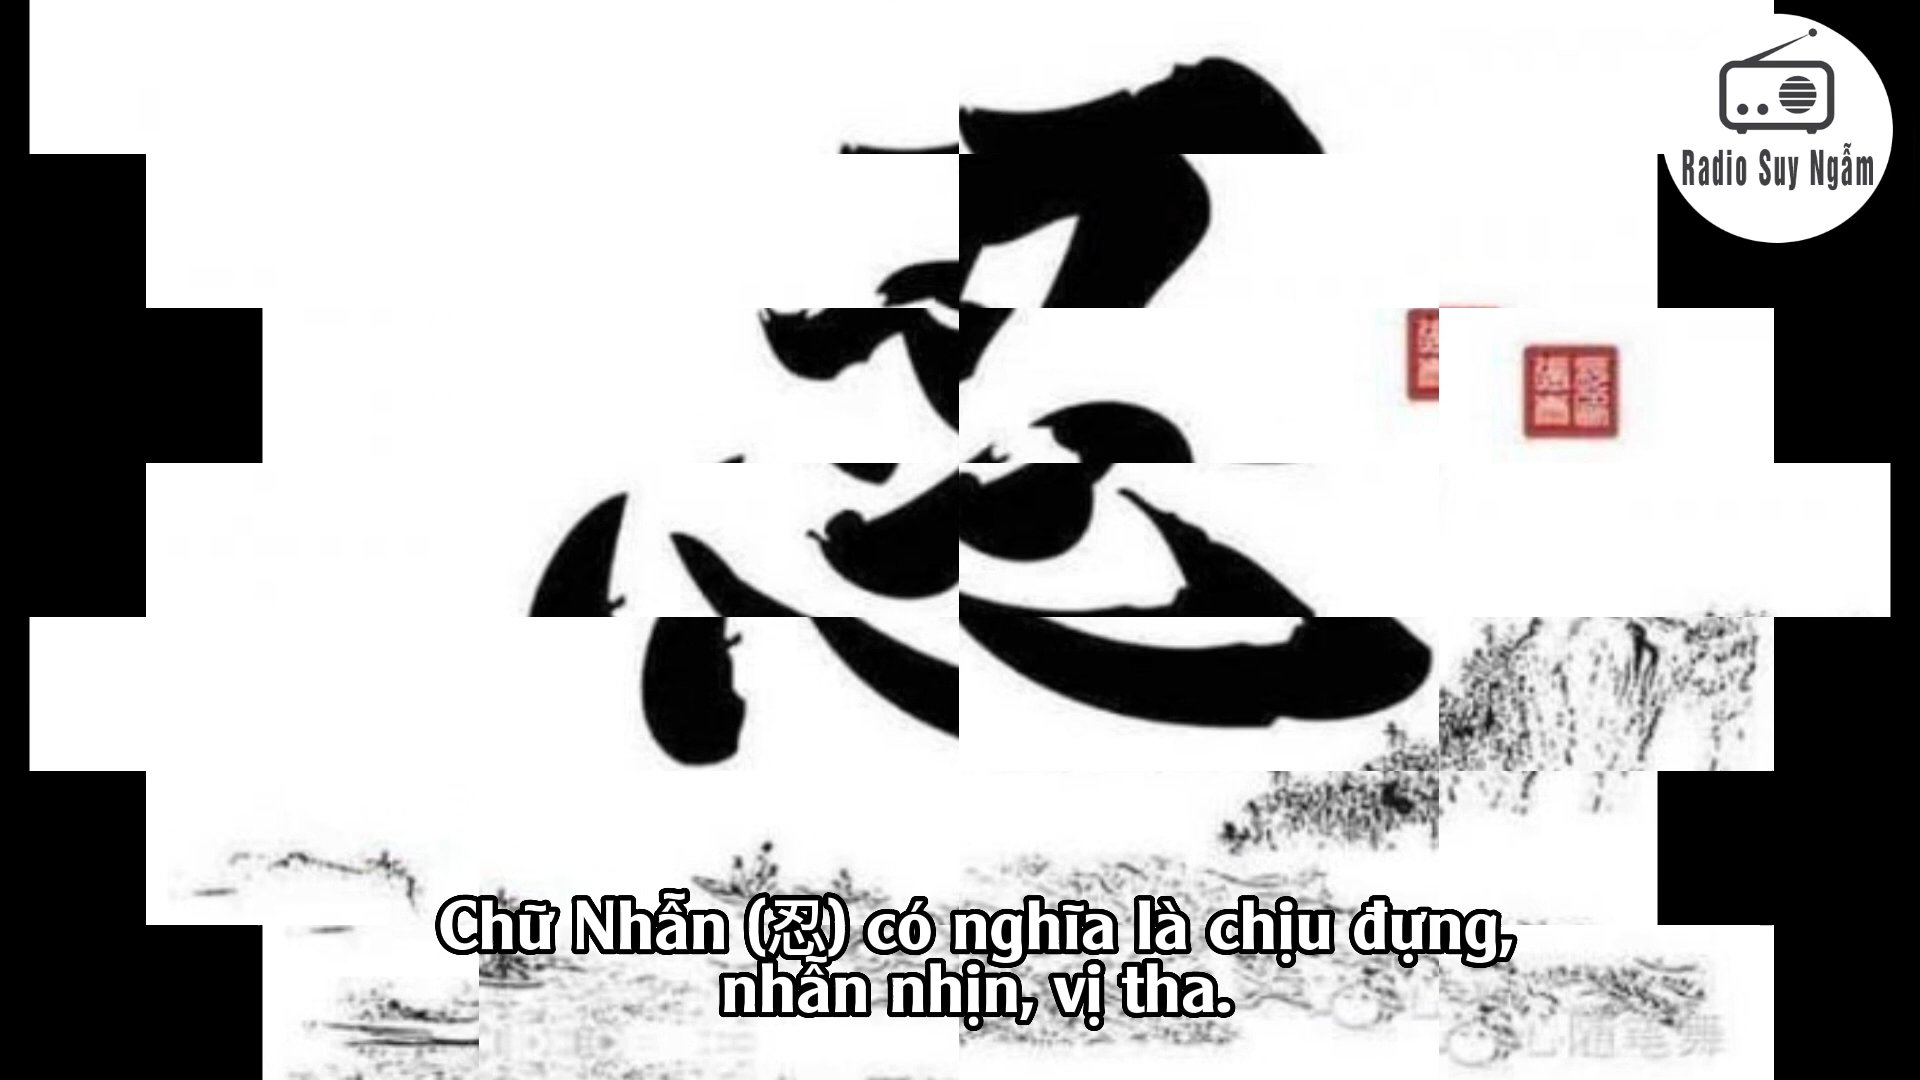 Radio Suy Ngẫm
Chữ Nhẫn (忍) có nghĩa là chịu đựng,
nhẫn nhịn, vị tha.